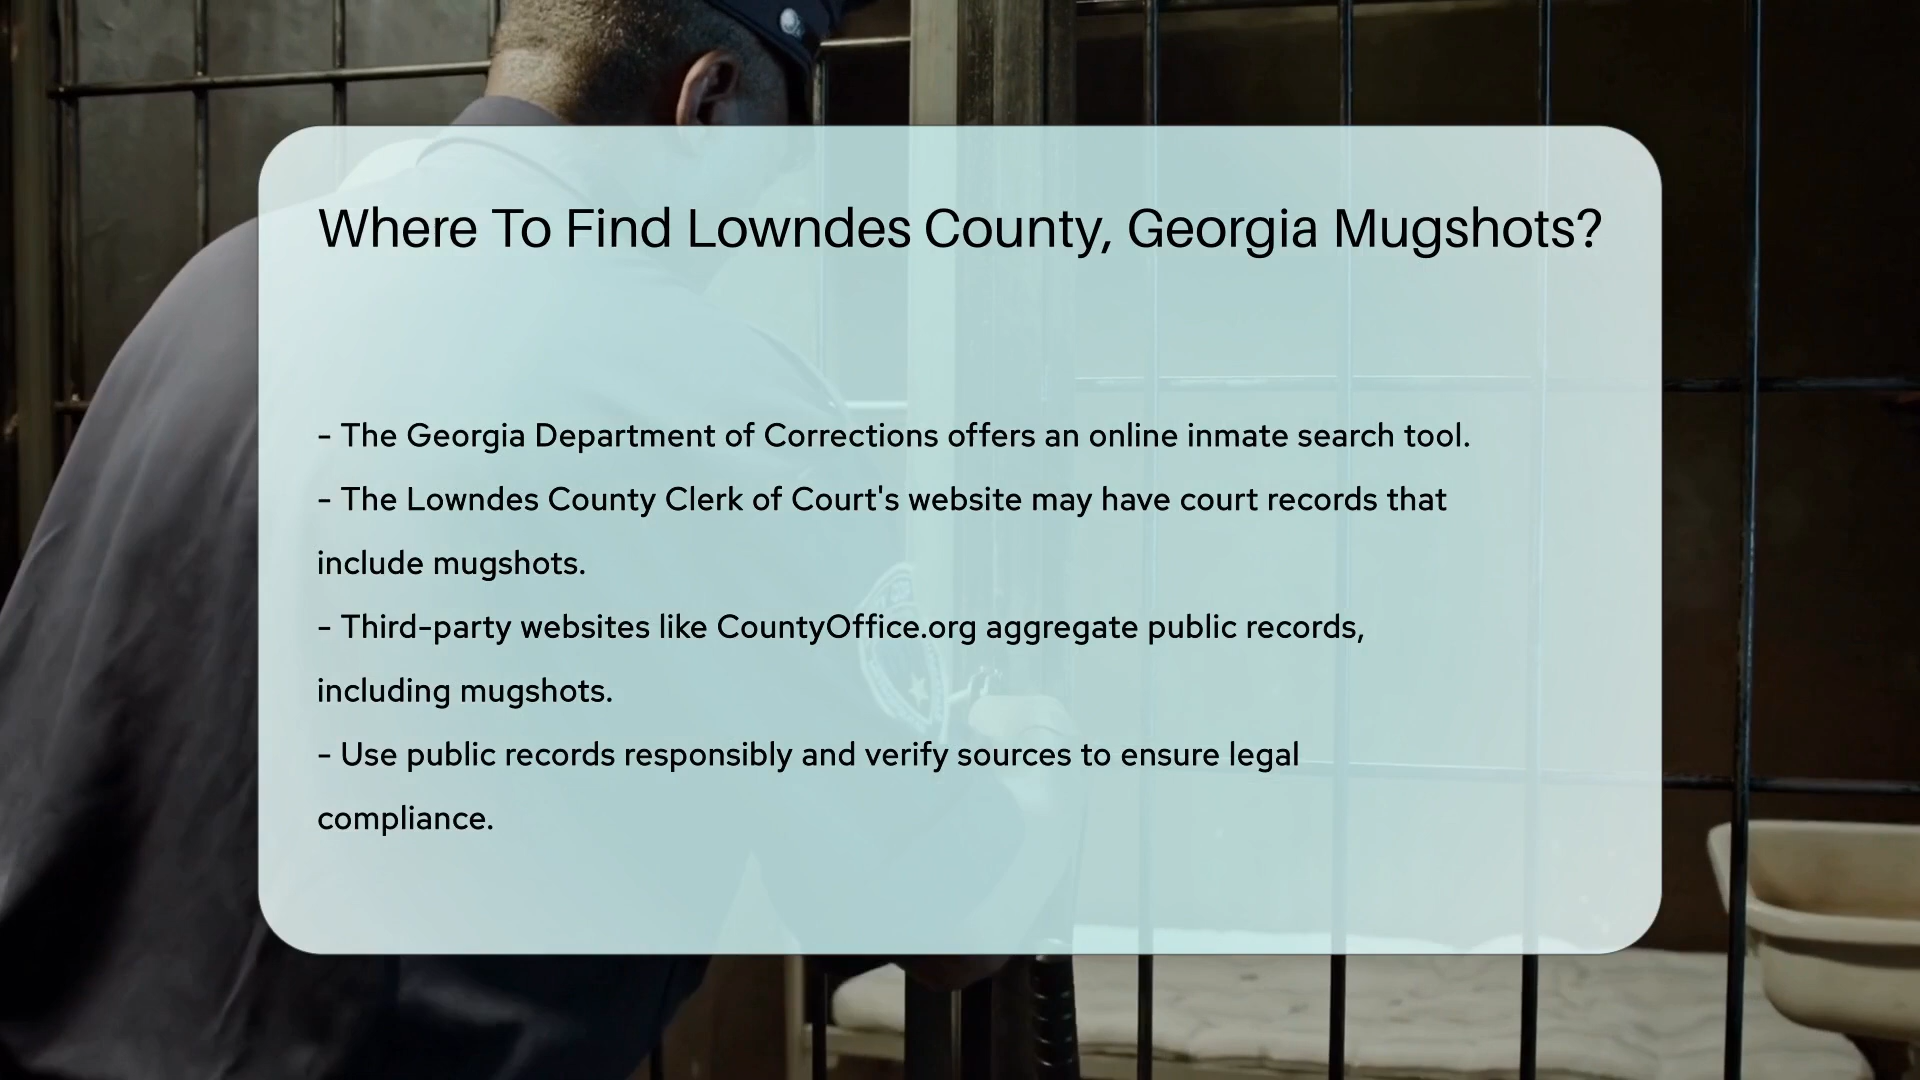 Where To Find Lowndes County, Georgia Mugshots?
- The Georgia Department of Corrections offers an online inmate search tool.
- The Lowndes County Clerk of Court's website may have court records that
include mugshots.
- Third-party websites like CountyOffice.org aggregate public records,
including mugshots.
- Use public records responsibly and verify sources to ensure legal
compliance.